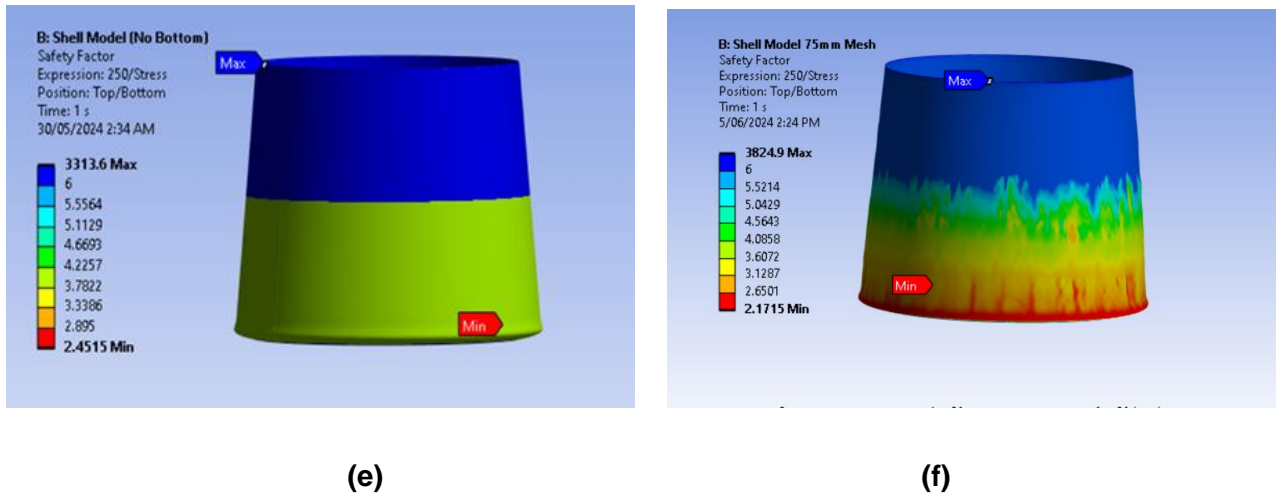 B: Shell Model (No Bottom)
Safety Factor
Expression: 250/Stress
Position: Top/Bottom
Time: 1 s
30/05/2024 2:34 AM
3313.6 Max
6
5.5564
5.1129
4.6693
4.2257
3.7822
3.3386
2.895
2.4515 Min
Max
Min
B: Shell Model 75mm Mesh
Safety Factor
Expression: 250/Stress
Position: Top/Bottom
Time: 1 s
5/06/2024 2:24 PM
3824.9 Max
6
5.5214
5.0429
4.5643
4.0858
3.6072
3.1287
2.6501
2.1715 Min
Max
Min
(e)
(f)